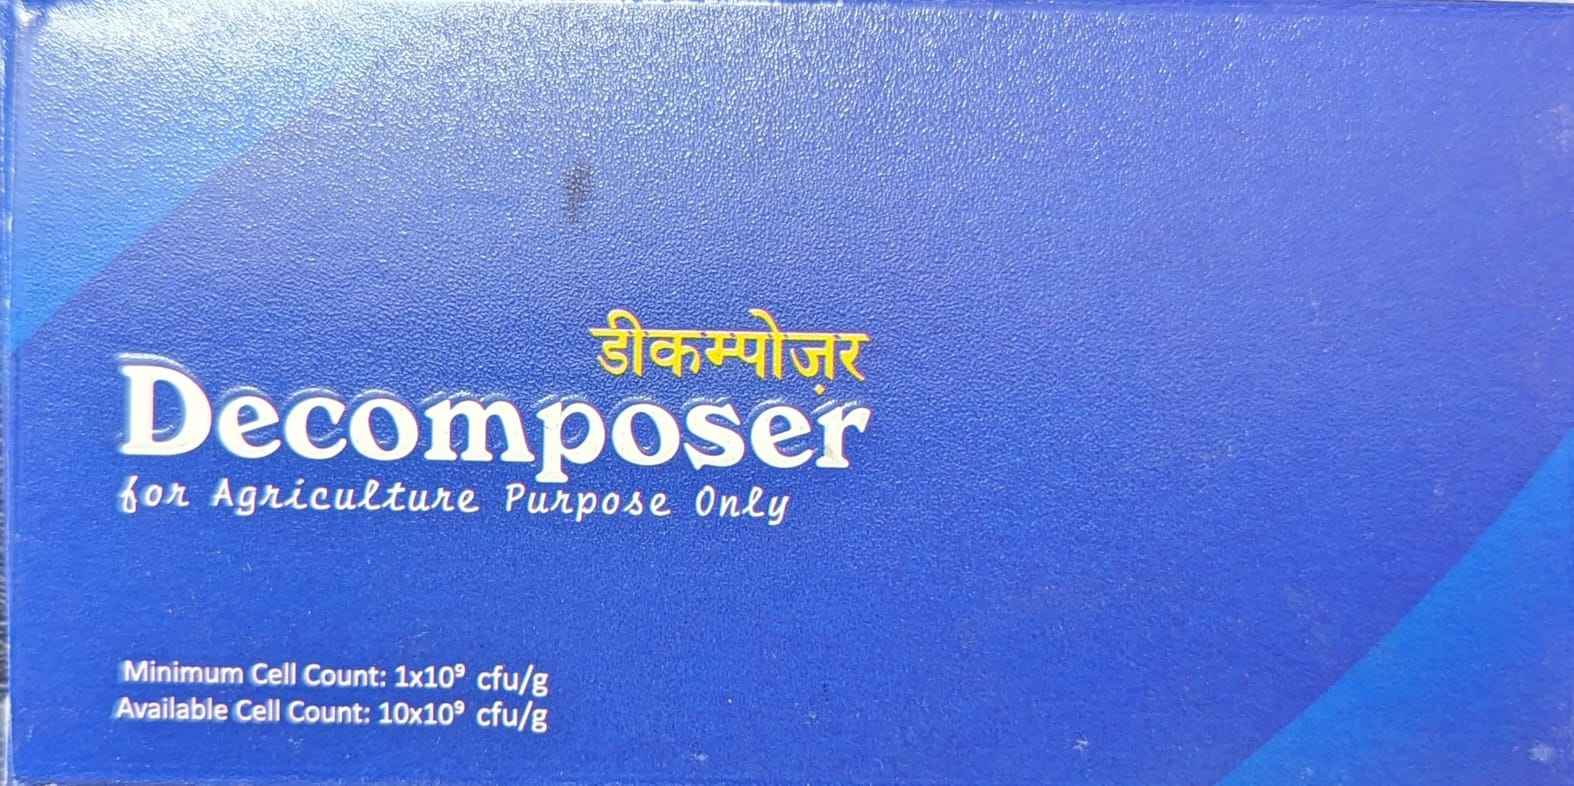 डीकम्पोज़र
Decomposer
for Agriculture Purpose Only
Minimum Cell Count: 1x10⁹ cfu/g
Available Cell Count: 10x10⁹ cfu/g